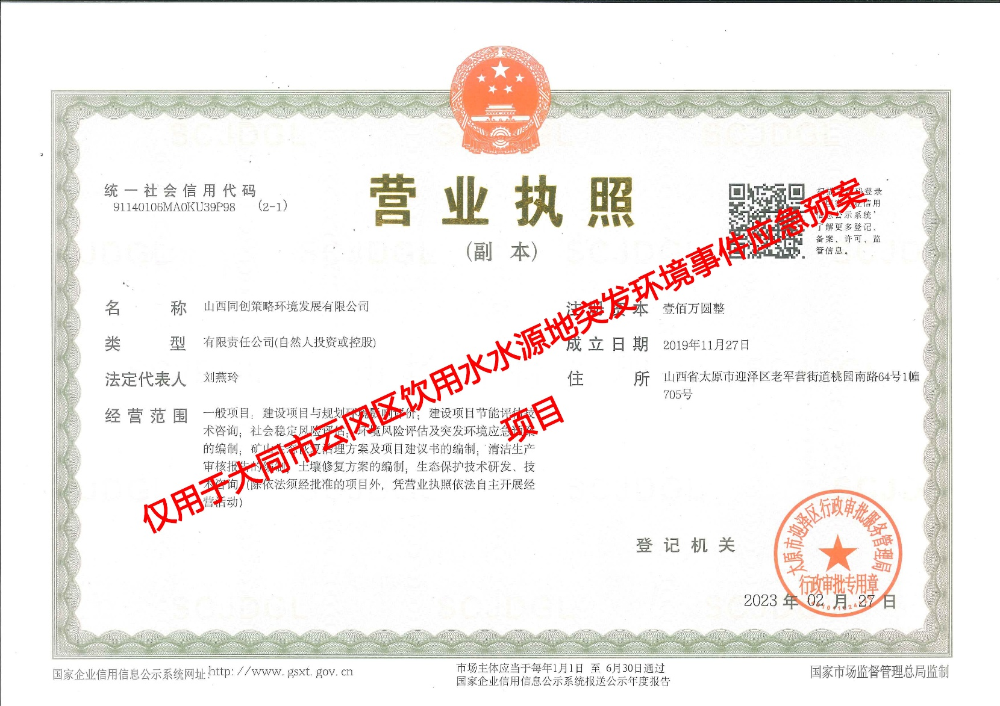 统一社会信用代码
91140106MA0KU39P98 (2-1)
营业执照
(副 本)
登录
信用
示系统'
了解更多登记、
备案、许可、监
管信息。
名 称 山西同创策略环境发展有限公司
类 型 有限责任公司(自然人投资或控股)
法定代表人 刘燕玲
经营范围 一般项目：建设项目与规划环境影响评价；建设项目节能评估技
术咨询；社会稳定风险评估；环境风险评估及突发环境应急预案
的编制；矿山生态恢复治理方案及项目建议书的编制；清洁生产
审核报告的编制；土壤修复方案的编制；生态保护技术研发、技
术咨询（除依法须经批准的项目外，凭营业执照依法自主开展经
营活动）
注册资本 壹佰万圆整
成立日期 2019年11月27日
住 所 山西省太原市迎泽区老军营街道桃园南路64号1幢
705号
仅用于大同市云冈区饮用水水源地突发环境事件应急预案
项目
登记机关
太原市迎泽区行政审批服务管理局
行政审批专用章
2023 年 02 月 27 日
国家企业信用信息公示系统网址:http://www.gsxt.gov.cn
市场主体应当于每年1月1日 至 6月30日通过
国家企业信用信息公示系统报送公示年度报告
国家市场监督管理总局监制
SCJDGL